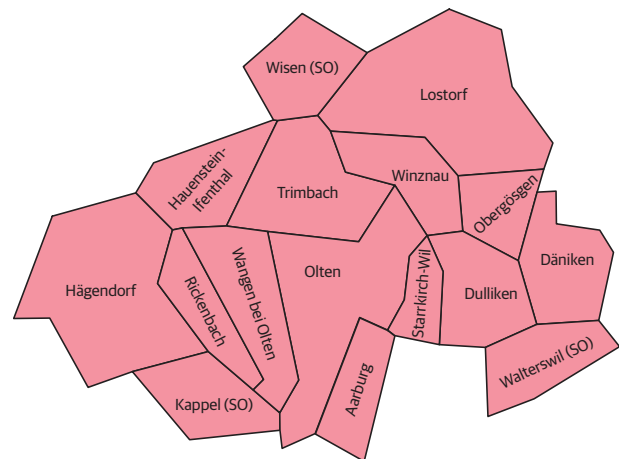 Wisen (SO)
Lostorf
Hauenstein-
Ifenthal
Trimbach
Winznau
Obergösgen
Hägendorf
Rickenbach
Wangen bei Olten
Olten
Starrkirch-Wil
Dulliken
Däniken
Kappel (SO)
Aarburg
Walterswil (SO)